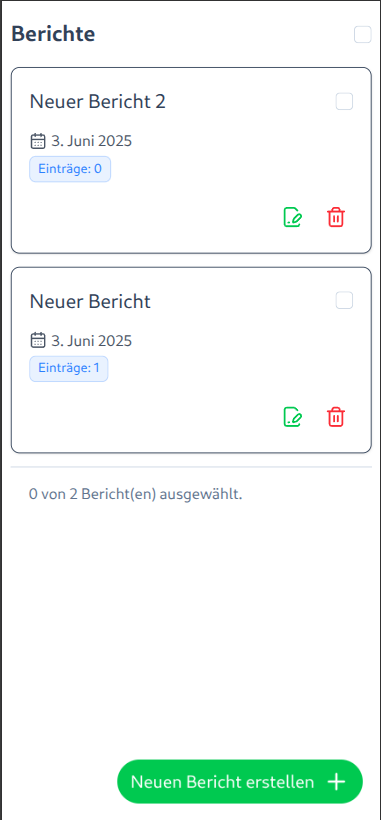 Berichte
Neuer Bericht 2
3. Juni 2025
Einträge: 0
Neuer Bericht
3. Juni 2025
Einträge: 1
0 von 2 Bericht(en) ausgewählt.
Neuen Bericht erstellen